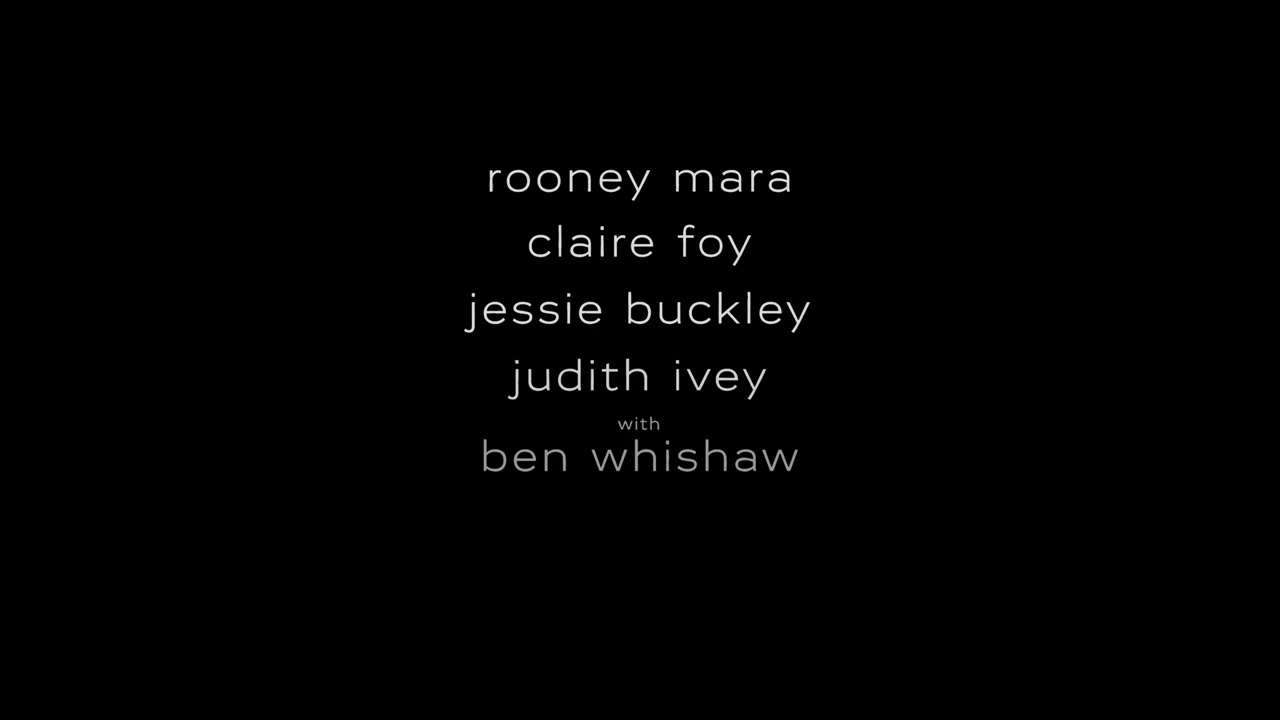 rooney mara
claire foy
jessie buckley
judith ivey
with
ben whishaw